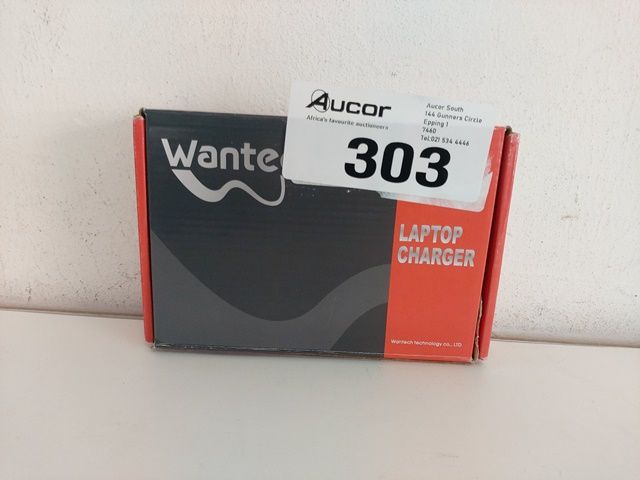 Aucor
Africa's favourite auctioneers
Aucor South
144 Gunners Circle
Epping 1
7460
Tel:021 534 4446
303
Wantec
LAPTOP
CHARGER
Wantech technology co., LTD